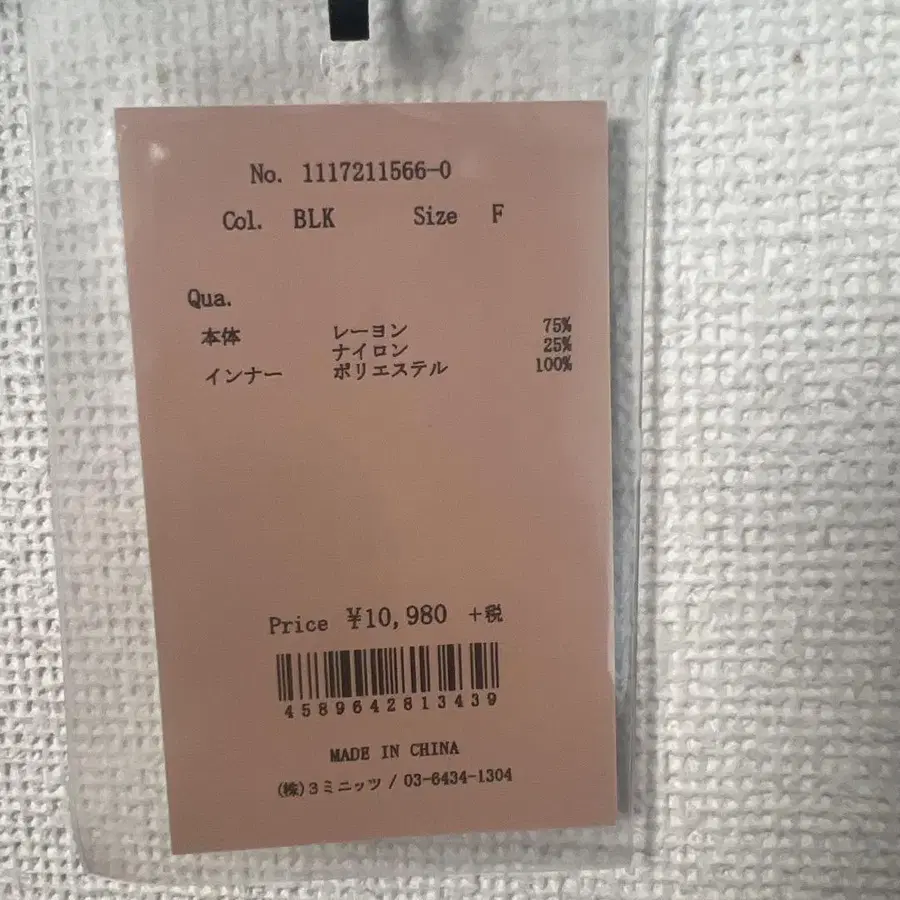 No. 1117211566-0
Col. BLK Size F
Qua.
本体 レーヨン 75%
ナイロン 25%
インナー ポリエステル 100%
Price ¥10,980 +税
4589642813439
MADE IN CHINA
(株)3ミニッツ / 03-6434-1304